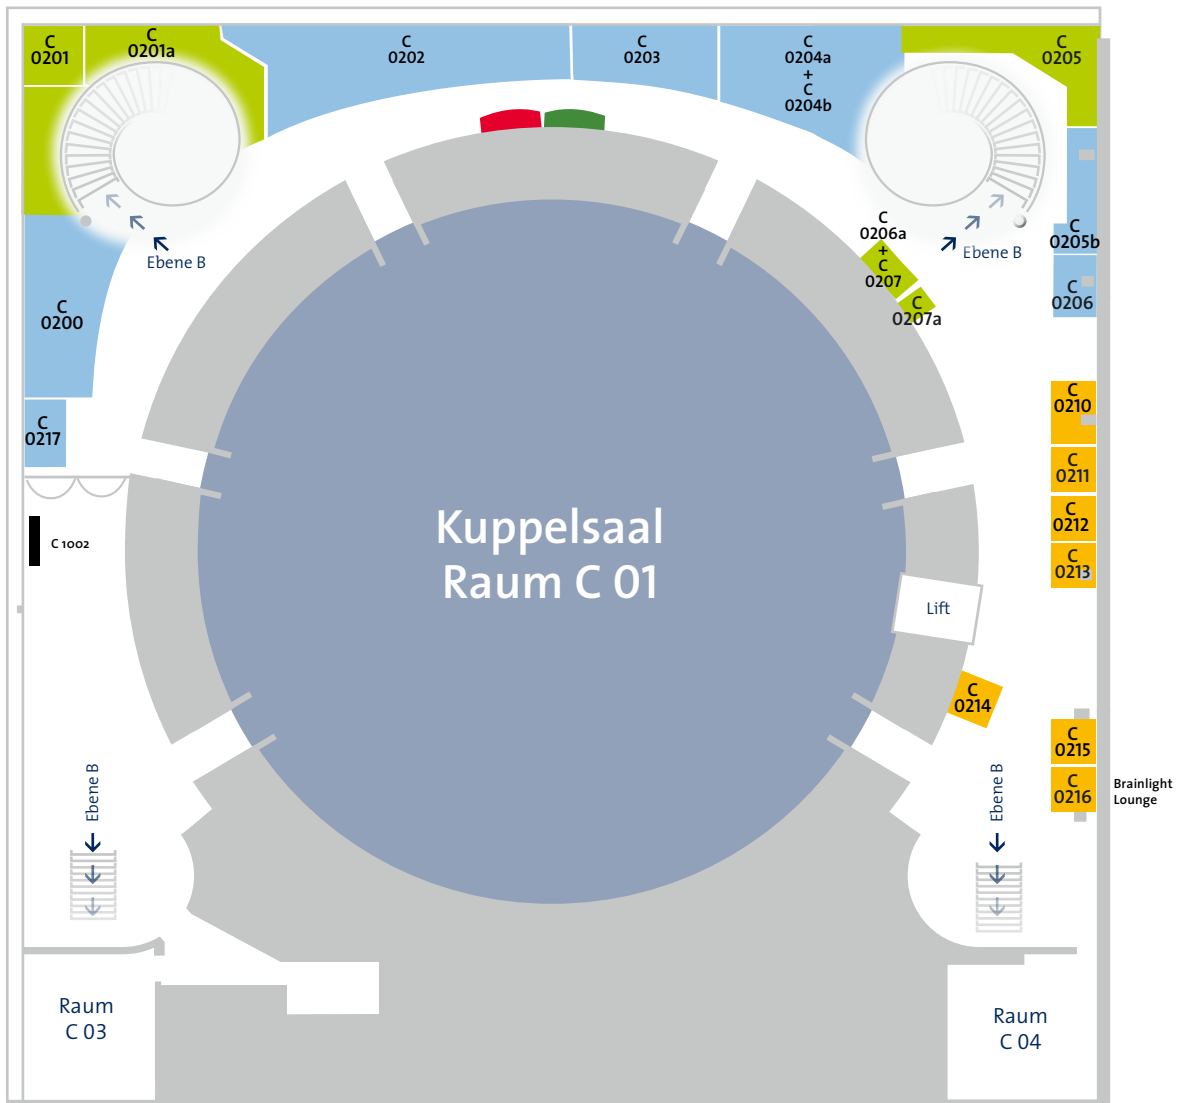 C
0201
C
0201a
C
0202
C
0203
C
0204a
+
C
0204b
C
0205
Ebene B
C
0206a
+
C
0207
C
0207a
Ebene B
C
0205b
C
0206
C
0200
C
0217
C
0210
C
0211
C
0212
C
0213
C 1002
Kuppelsaal
Raum C 01
Lift
C
0214
C
0215
C
0216
Brainlight
Lounge
Ebene B
Ebene B
Raum
C 03
Raum
C 04